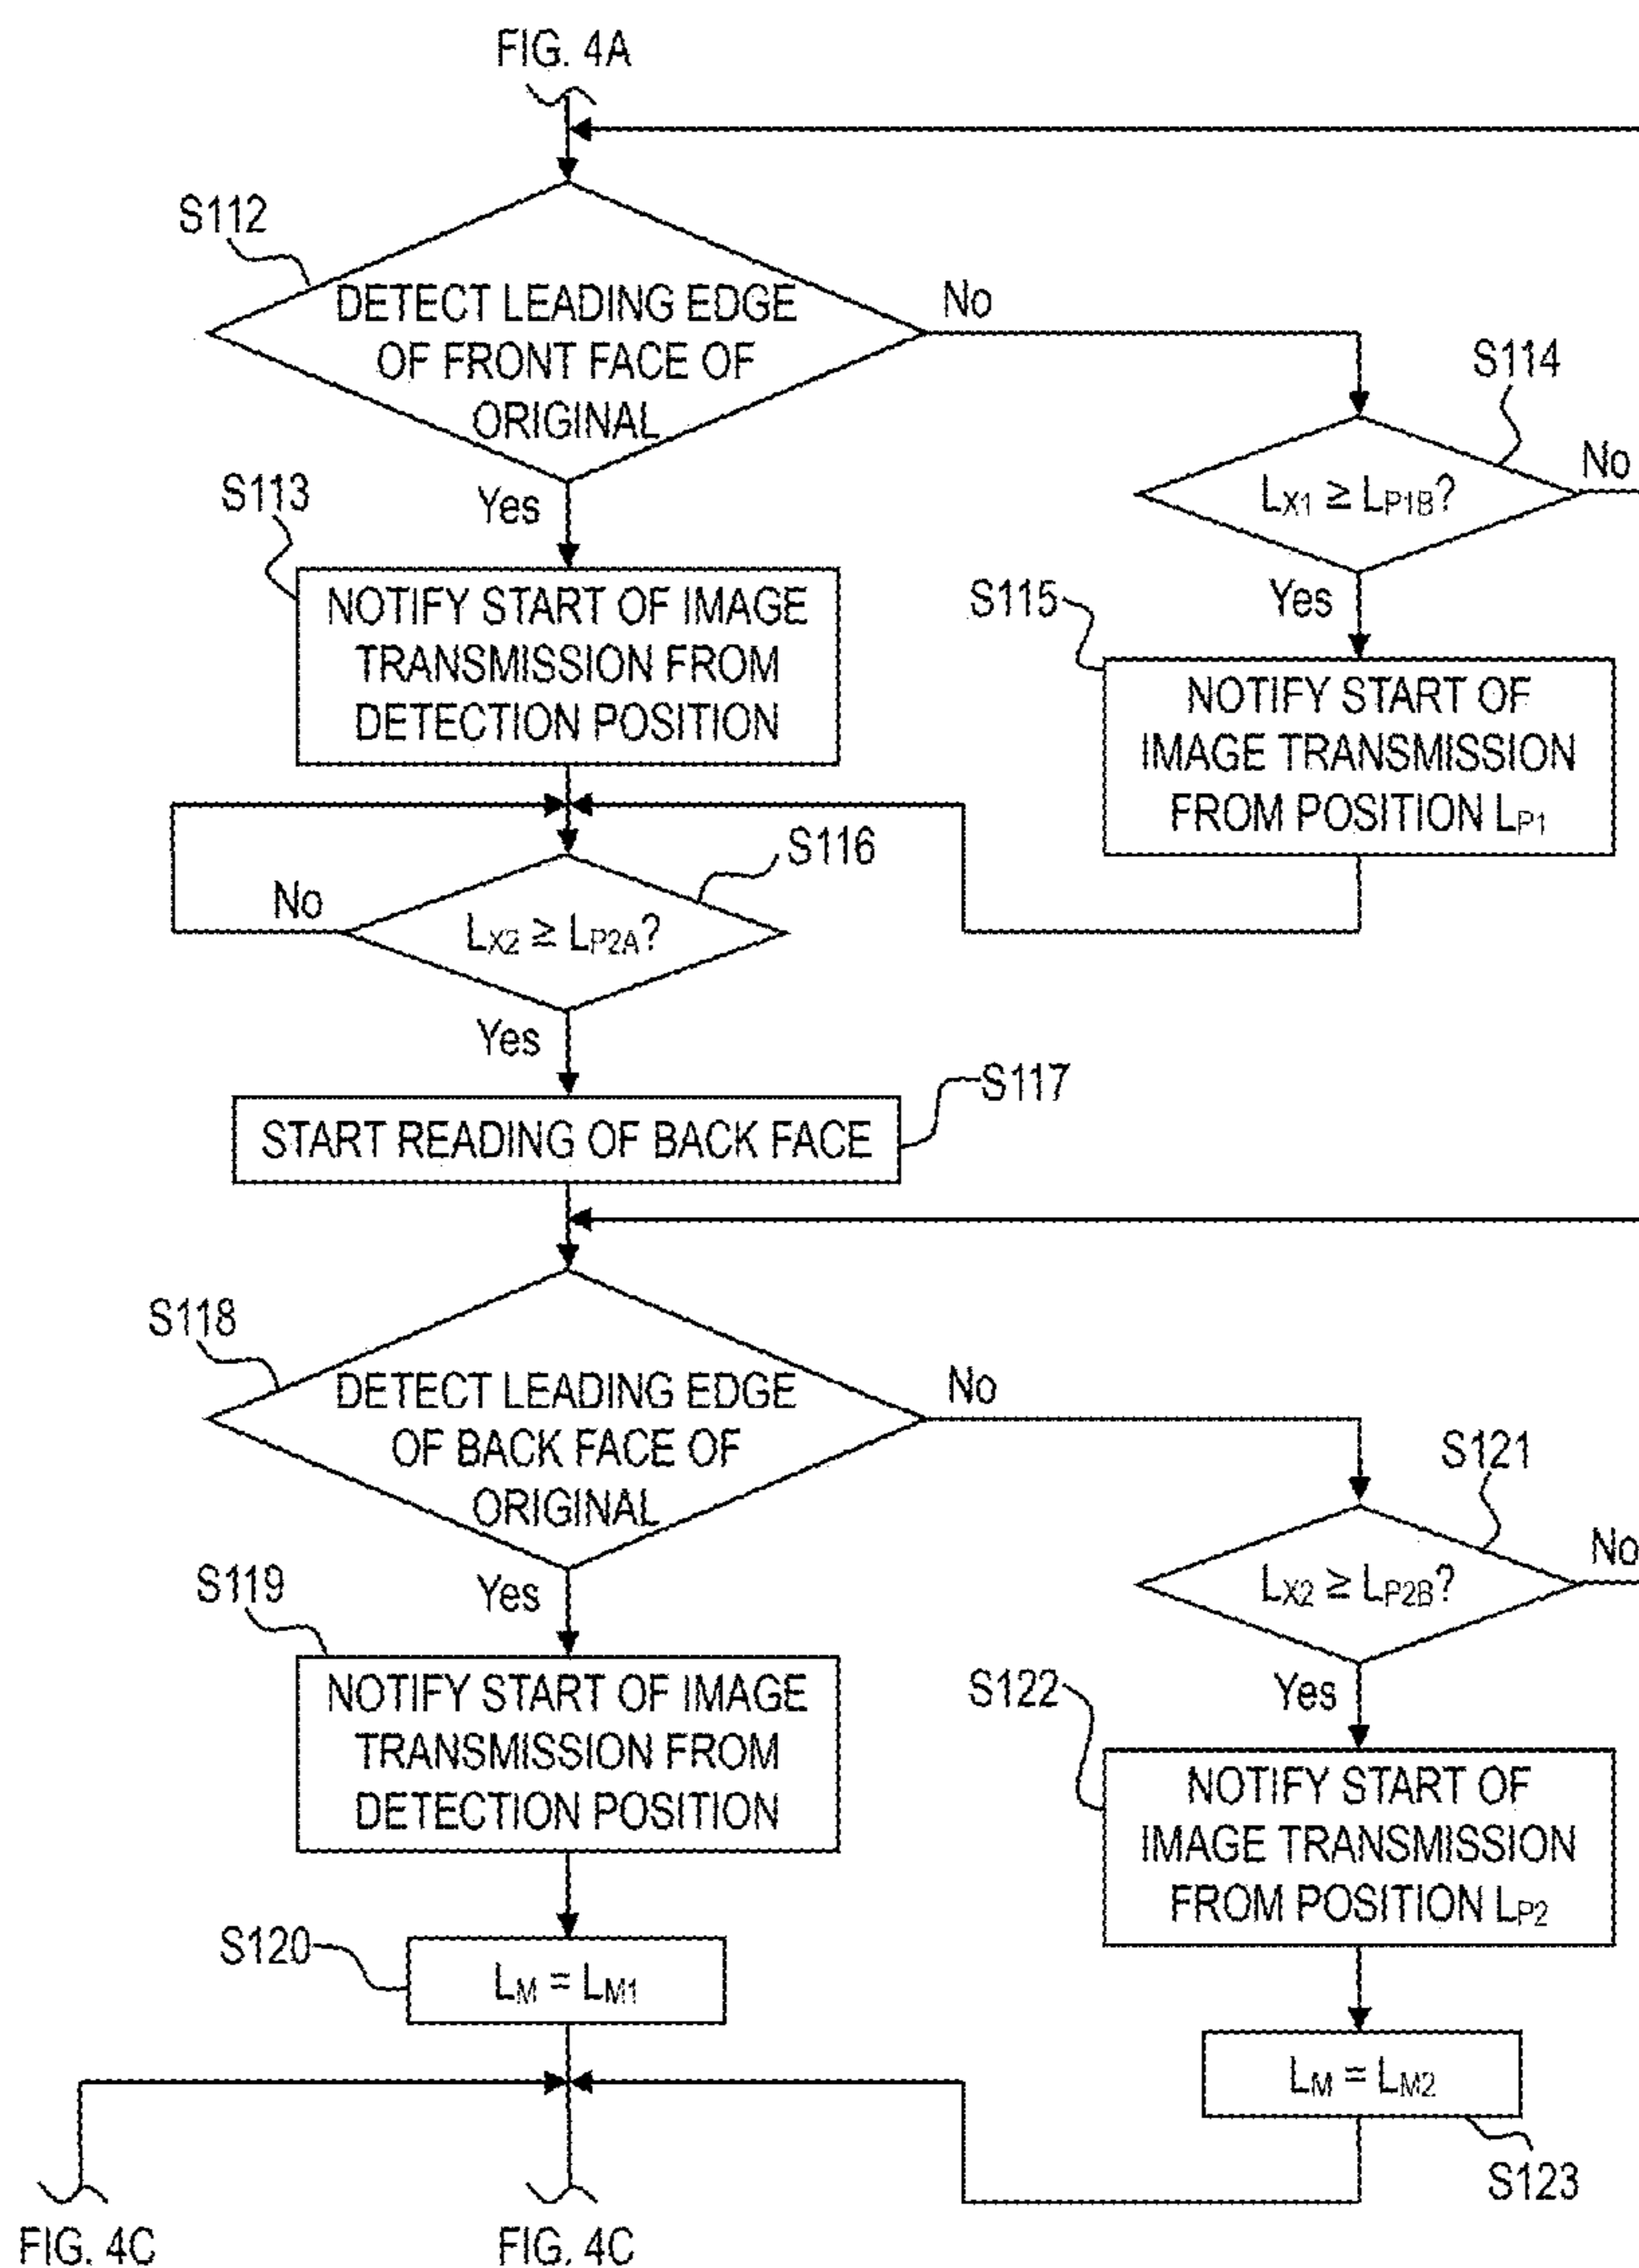 FIG. 4A
S112
DETECT LEADING EDGE
OF FRONT FACE OF
ORIGINAL
No
Yes
S114
LX1 ≥ LP1B?
No
Yes
S113
NOTIFY START OF IMAGE
TRANSMISSION FROM
DETECTION POSITION
S115
NOTIFY START OF
IMAGE TRANSMISSION
FROM POSITION LP1
S116
LX2 ≥ LP2A?
No
Yes
S117
START READING OF BACK FACE
S118
DETECT LEADING EDGE
OF BACK FACE OF
ORIGINAL
No
Yes
S121
LX2 ≥ LP2B?
No
Yes
S119
NOTIFY START OF IMAGE
TRANSMISSION FROM
DETECTION POSITION
S122
NOTIFY START OF
IMAGE TRANSMISSION
FROM POSITION LP2
S120
LM = LM1
LM = LM2
S123
FIG. 4C
FIG. 4C